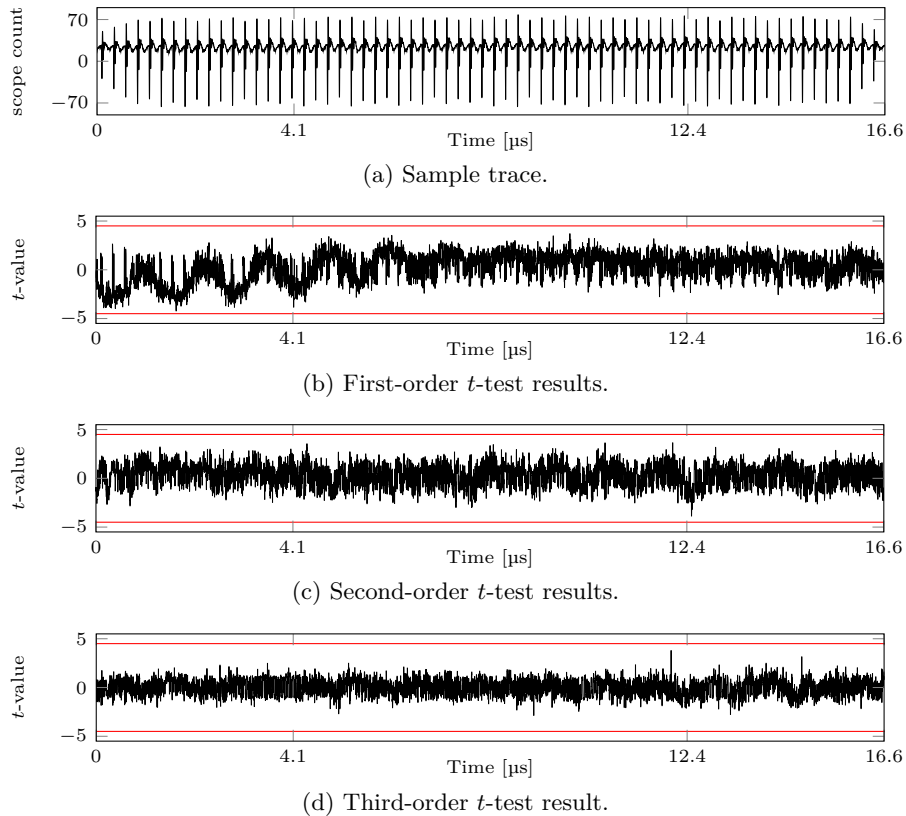 scope count
70
0
−70
0
4.1
12.4
16.6
Time [µs]
(a) Sample trace.
t-value
5
0
−5
0
4.1
12.4
16.6
Time [µs]
(b) First-order t-test results.
t-value
5
0
−5
0
4.1
12.4
16.6
Time [µs]
(c) Second-order t-test results.
t-value
5
0
−5
0
4.1
12.4
16.6
Time [µs]
(d) Third-order t-test result.